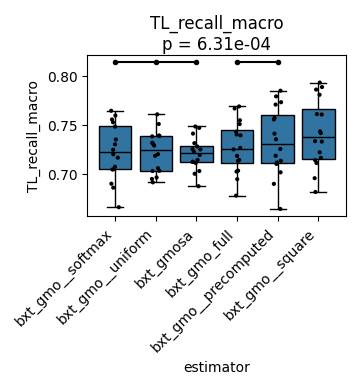 TL_recall_macro
p = 6.31e-04
TL_recall_macro
0.80
0.75
0.70
bxt_gmo__softmax
bxt_gmo__uniform
bxt_gmosa
bxt_gmo_full
bxt_gmo__precomputed
bxt_gmo__square
estimator